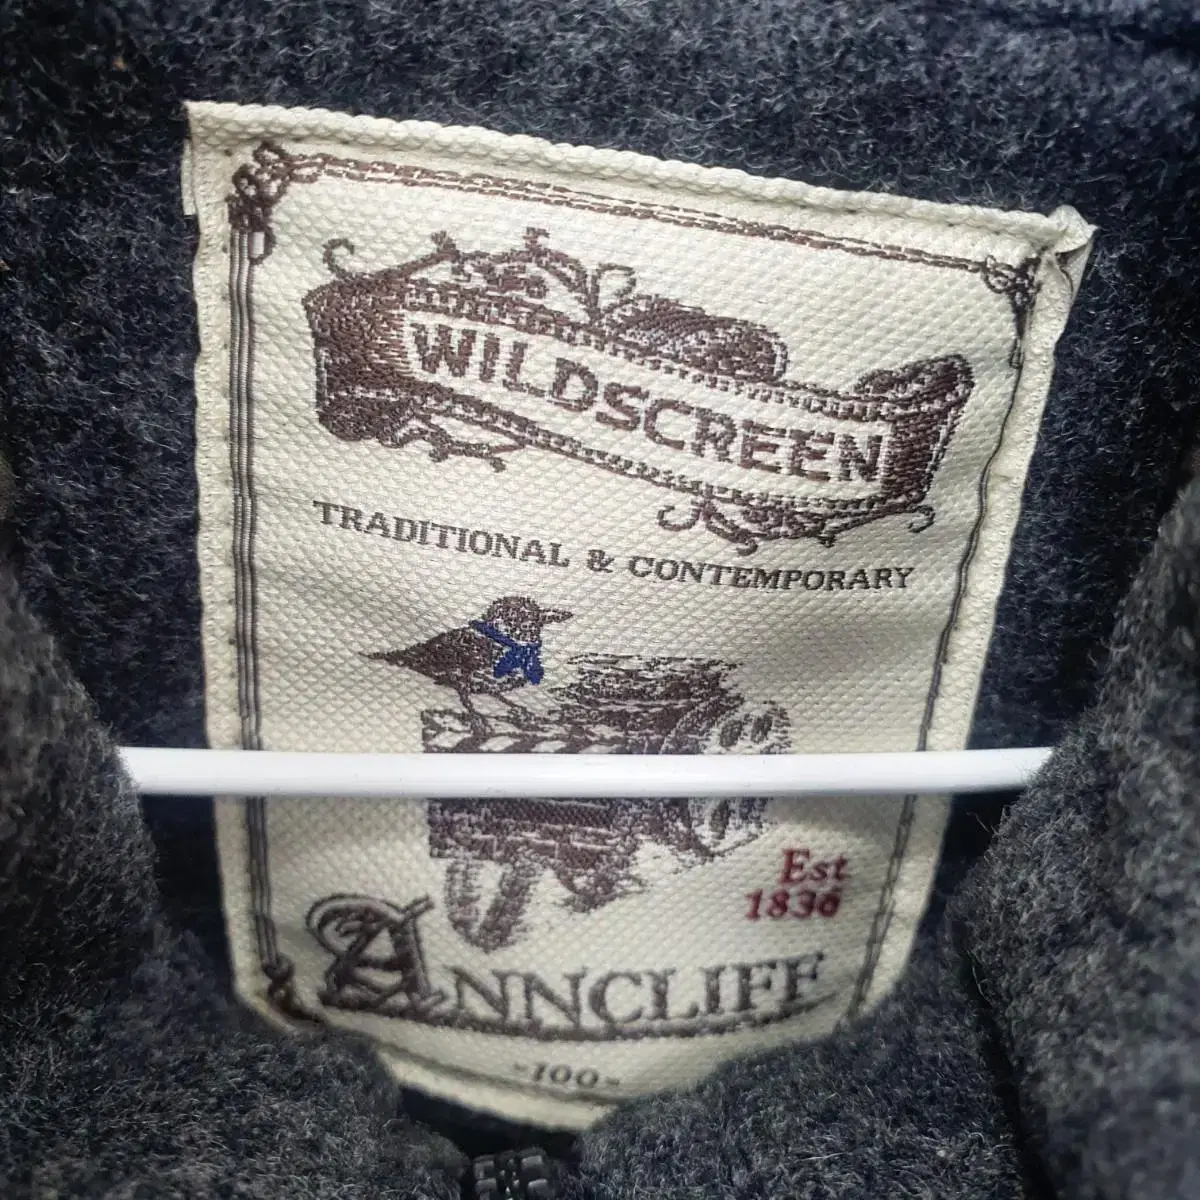 WILDSCREEN
TRADITIONAL & CONTEMPORARY
Est
1836
ANNCLIFF
-100-